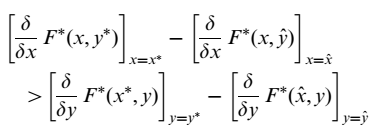 [δ/δx F*(x, y*)]ₓ₌ₓ* − [δ/δx F*(x, ŷ)]ₓ₌x̂
> [δ/δy F*(x*, y)]y=y* − [δ/δy F*(x̂, y)]y=ŷ